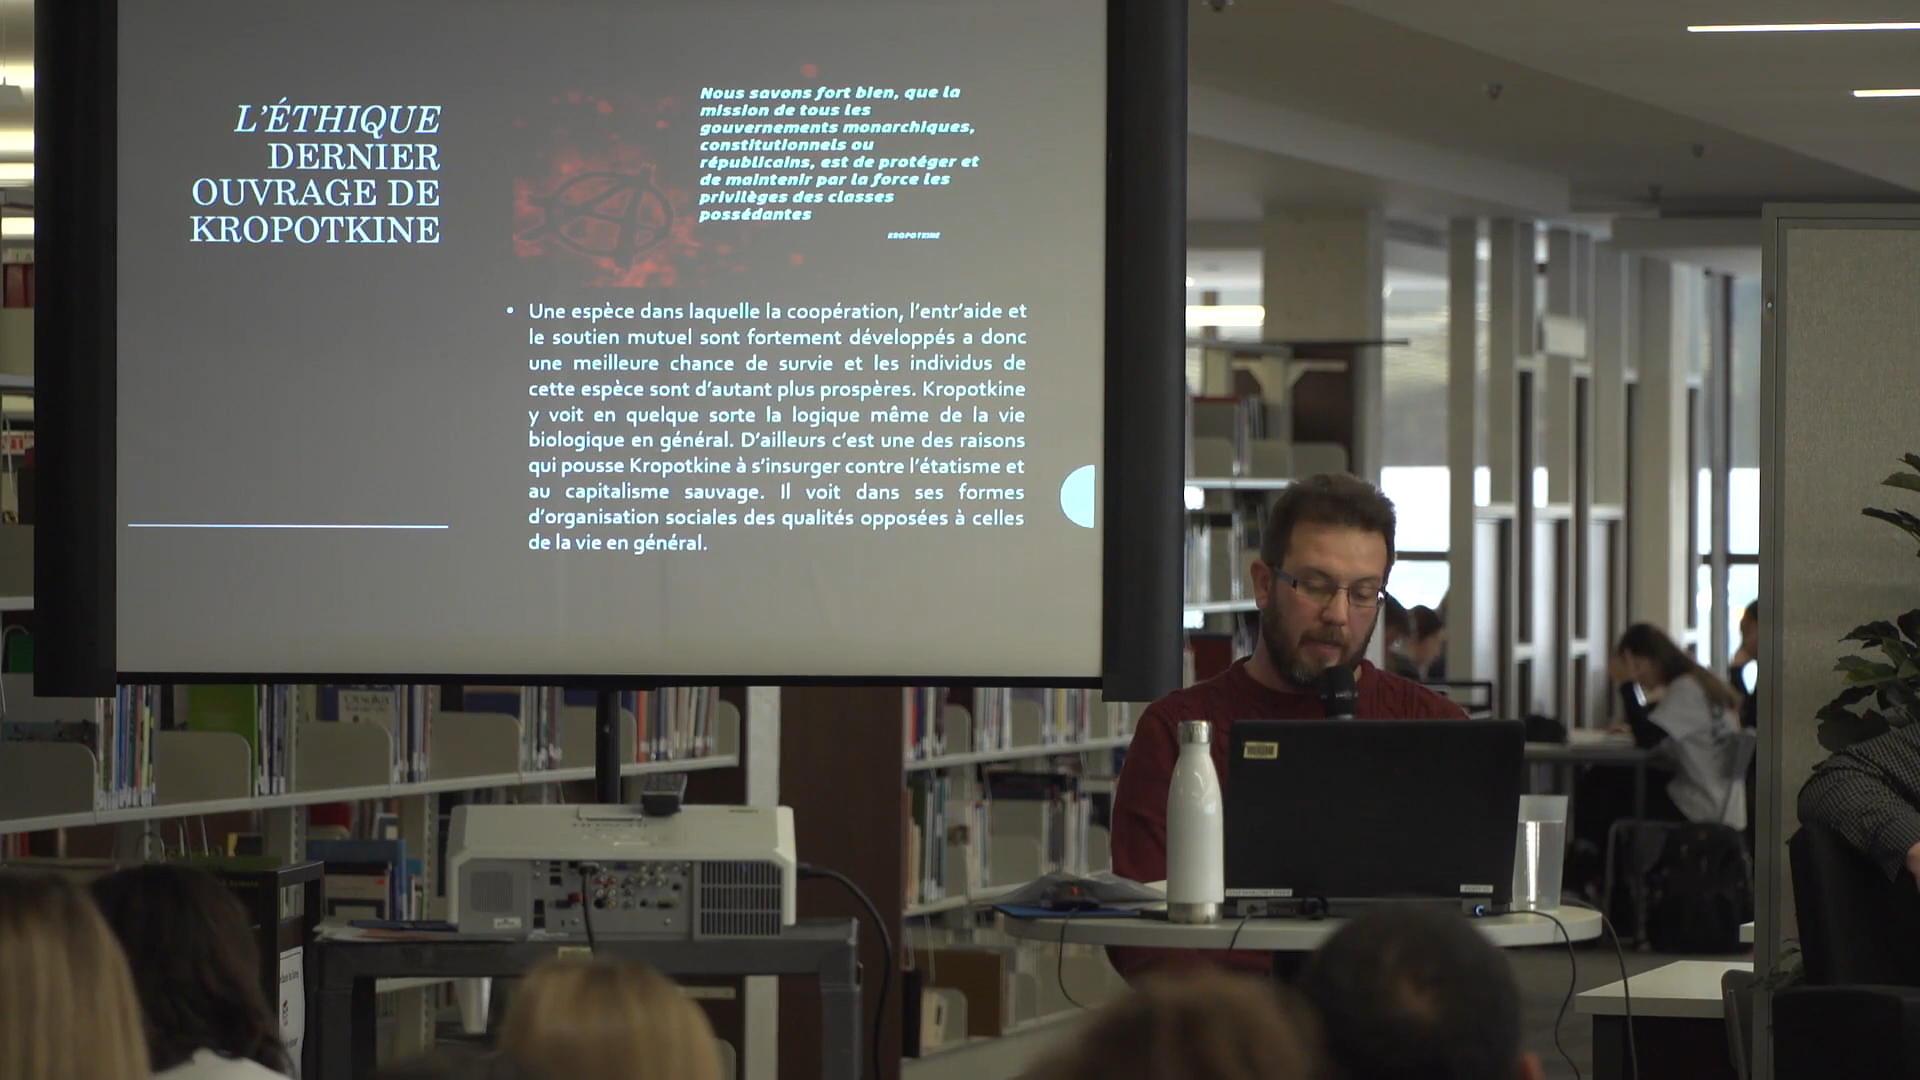 L'ÉTHIQUE
DERNIER
OUVRAGE DE
KROPOTKINE
Nous savons fort bien, que la
mission de tous les
gouvernements monarchiques,
constitutionnels ou
républicains, est de protéger et
de maintenir par la force les
privilèges des classes
possédantes
KROPOTKINE
• Une espèce dans laquelle la coopération, l'entr'aide et
le soutien mutuel sont fortement développés a donc
une meilleure chance de survie et les individus de
cette espèce sont d'autant plus prospères. Kropotkine
y voit en quelque sorte la logique même de la vie
biologique en général. D'ailleurs c'est une des raisons
qui pousse Kropotkine à s'insurger contre l'étatisme et
au capitalisme sauvage. Il voit dans ses formes
d'organisation sociales des qualités opposées à celles
de la vie en général.
HITACHI